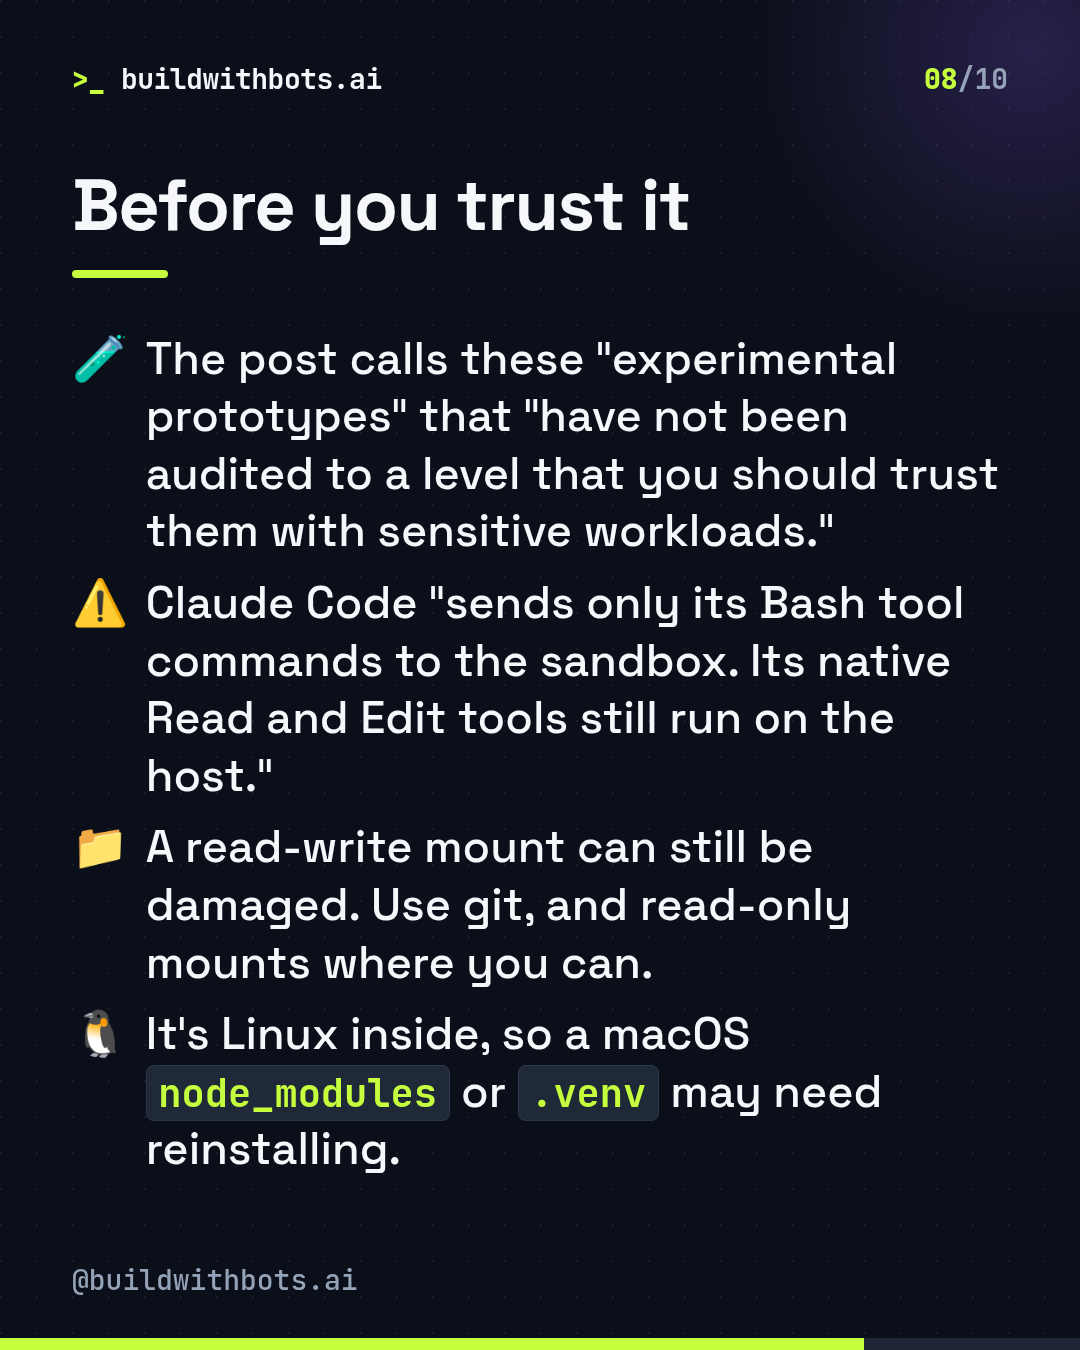 >_ buildwithbots.ai
08/10
Before you trust it
The post calls these "experimental
prototypes" that "have not been
audited to a level that you should trust
them with sensitive workloads."
Claude Code "sends only its Bash tool
commands to the sandbox. Its native
Read and Edit tools still run on the
host."
A read-write mount can still be
damaged. Use git, and read-only
mounts where you can.
It's Linux inside, so a macOS
node_modules or .venv may need
reinstalling.
@buildwithbots.ai